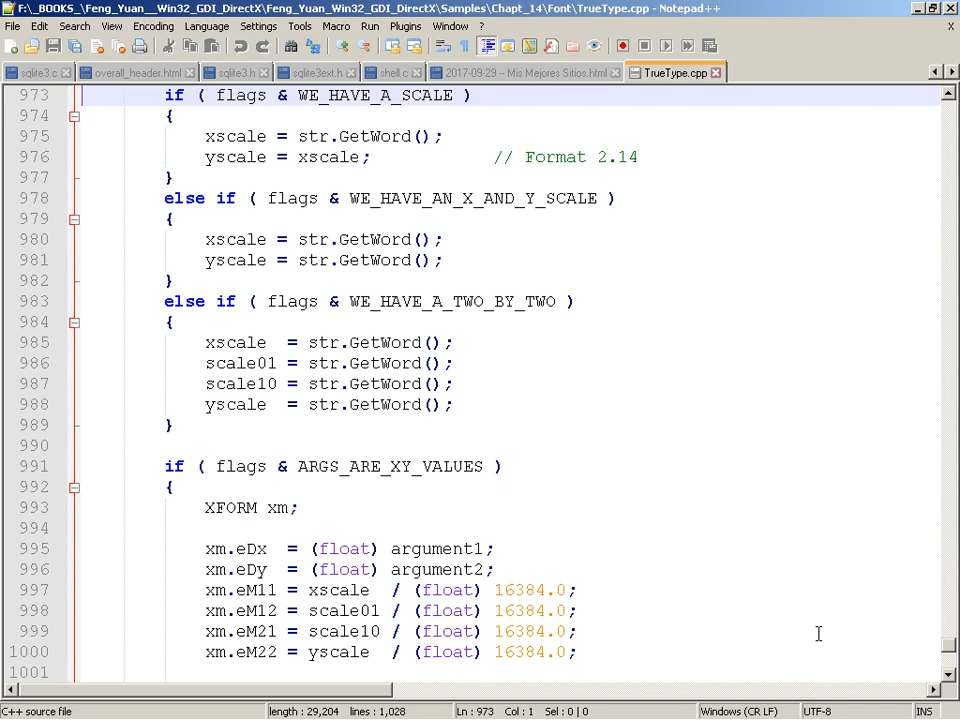 F:\_BOOKS_\Feng_Yuan__Win32_GDI_DirectX\Feng_Yuan_Win32_GDI_DirectX\Samples\Chapt_14\Font\TrueType.cpp - Notepad++
File Edit Search View Encoding Language Settings Tools Macro Run Plugins Window ? X
sqlite3.c overall_header.html sqlite3.h sqlite3ext.h shell.c 2017-09-29 - Mis Mejores Sitios.html TrueType.cpp
973 if ( flags & WE_HAVE_A_SCALE )
974 {
975 xscale = str.GetWord();
976 yscale = xscale; // Format 2.14
977 }
978 else if ( flags & WE_HAVE_AN_X_AND_Y_SCALE )
979 {
980 xscale = str.GetWord();
981 yscale = str.GetWord();
982 }
983 else if ( flags & WE_HAVE_A_TWO_BY_TWO )
984 {
985 xscale = str.GetWord();
986 scale01 = str.GetWord();
987 scale10 = str.GetWord();
988 yscale = str.GetWord();
989 }
990
991 if ( flags & ARGS_ARE_XY_VALUES )
992 {
993 XFORM xm;
994
995 xm.eDx = (float) argument1;
996 xm.eDy = (float) argument2;
997 xm.eM11 = xscale / (float) 16384.0;
998 xm.eM12 = scale01 / (float) 16384.0;
999 xm.eM21 = scale10 / (float) 16384.0;
1000 xm.eM22 = yscale / (float) 16384.0;
1001
C++ source file length : 29,204 lines : 1,028 Ln : 973 Col : 1 Sel : 0 | 0 Windows (CR LF) UTF-8 INS